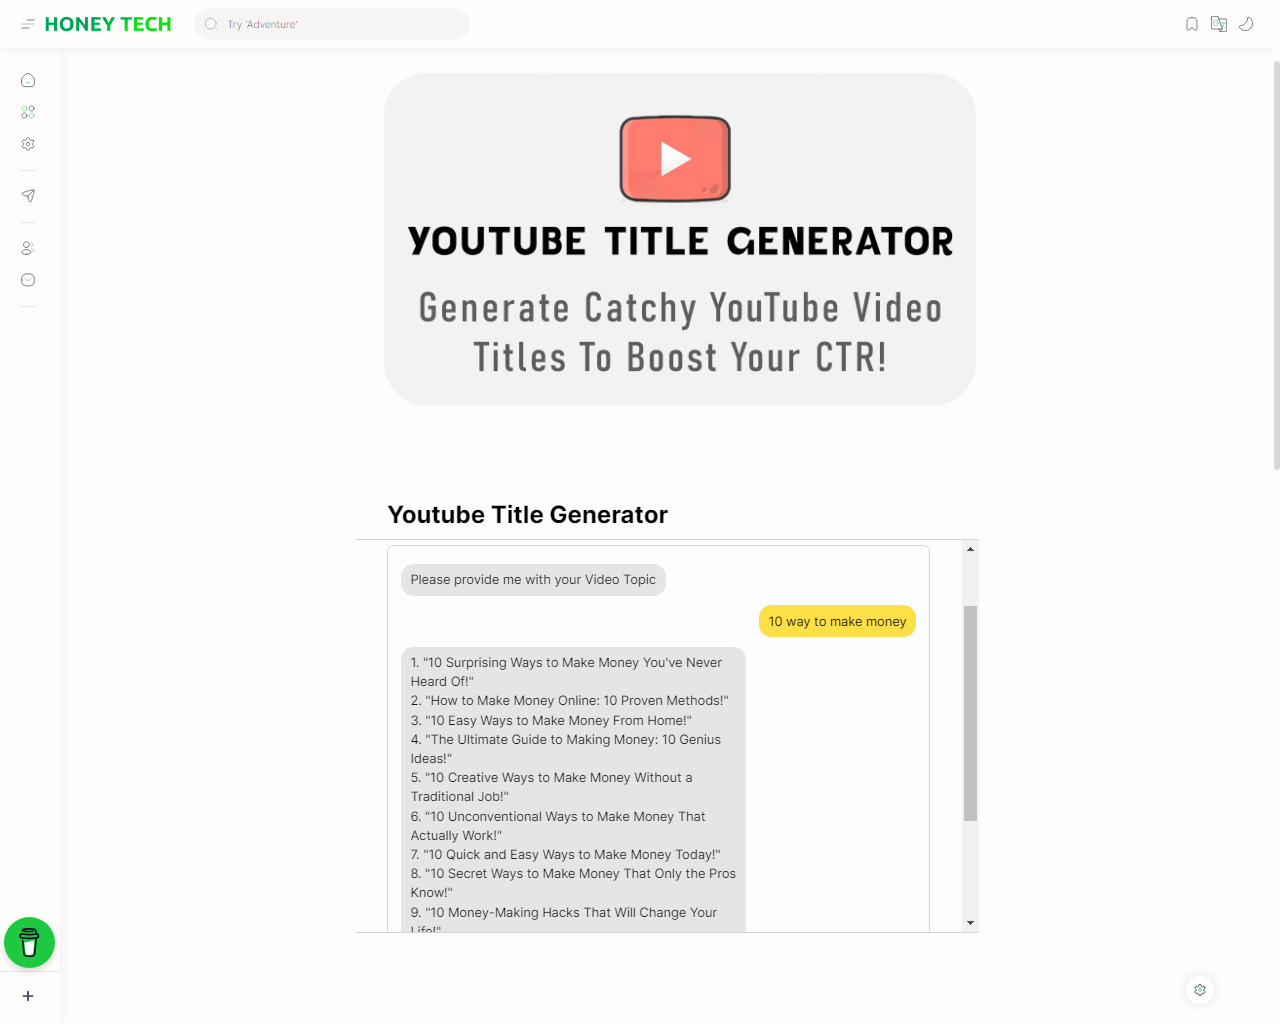 HONEY TECH
Try 'Adventure'
YOUTUBE TITLE GENERATOR
Generate Catchy YouTube Video
Titles To Boost Your CTR!
Youtube Title Generator
Please provide me with your Video Topic
10 way to make money
1. "10 Surprising Ways to Make Money You've Never
Heard Of!"
2. "How to Make Money Online: 10 Proven Methods!"
3. "10 Easy Ways to Make Money From Home!"
4. "The Ultimate Guide to Making Money: 10 Genius
Ideas!"
5. "10 Creative Ways to Make Money Without a
Traditional Job!"
6. "10 Unconventional Ways to Make Money That
Actually Work!"
7. "10 Quick and Easy Ways to Make Money Today!"
8. "10 Secret Ways to Make Money That Only the Pros
Know!"
9. "10 Money-Making Hacks That Will Change Your
Life!"